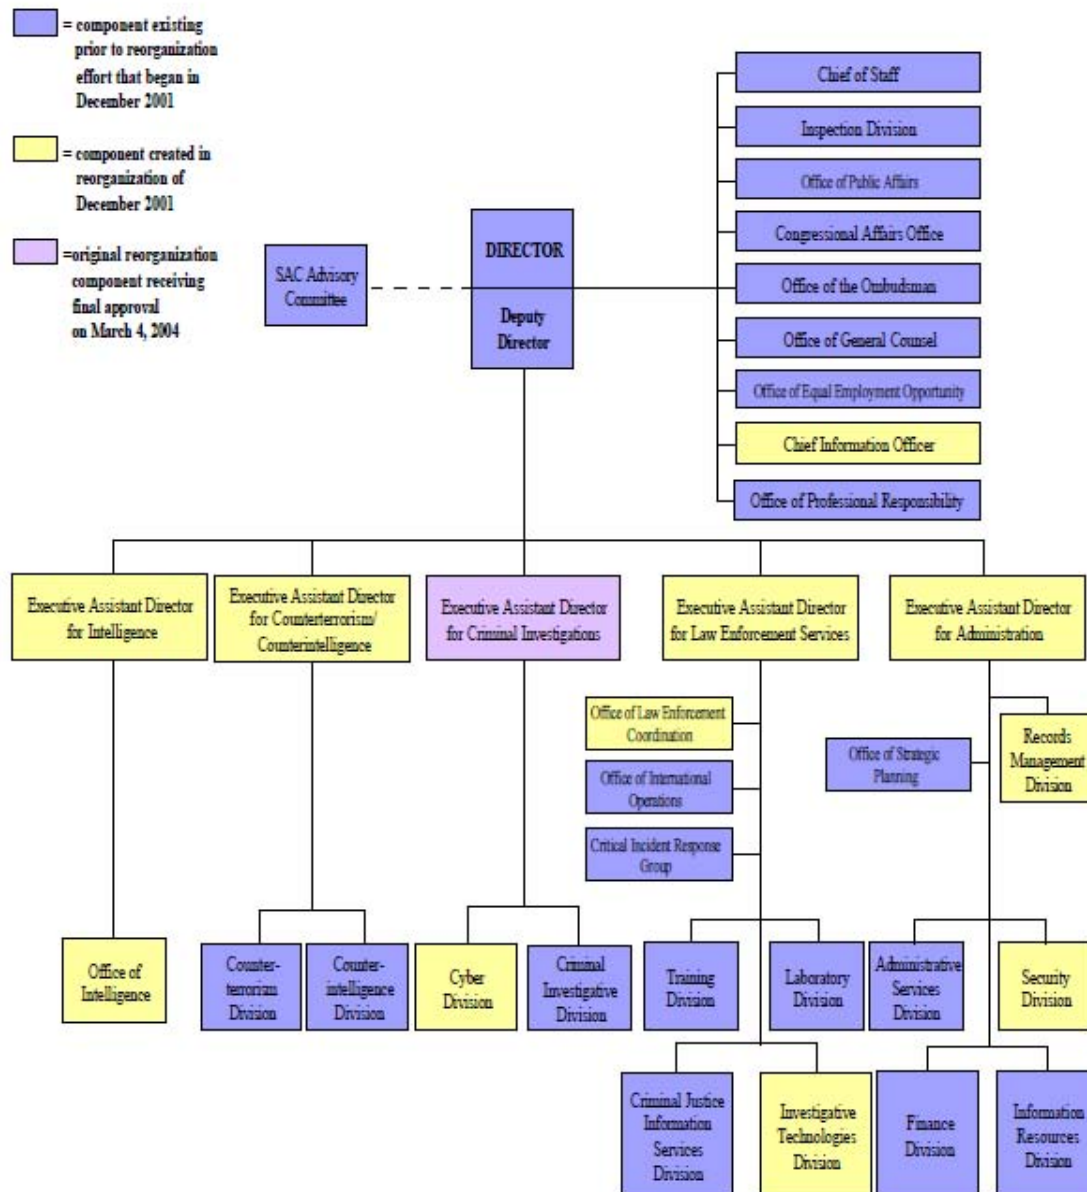 = component existing
prior to reorganization
effort that began in
December 2001
= component created in
reorganization of
December 2001
=original reorganization
component receiving
final approval
on March 4, 2004
SAC Advisory
Committee
DIRECTOR
Deputy
Director
Chief of Staff
Inspection Division
Office of Public Affairs
Congressional Affairs Office
Office of the Ombudsman
Office of General Counsel
Office of Equal Employment Opportunity
Chief Information Officer
Office of Professional Responsibility
Executive Assistant Director
for Intelligence
Executive Assistant Director
for Counterterrorism/
Counterintelligence
Executive Assistant Director
for Criminal Investigations
Executive Assistant Director
for Law Enforcement Services
Executive Assistant Director
for Administration
Office of Law Enforcement
Coordination
Office of International
Operations
Critical Incident Response
Group
Office of Strategic
Planning
Records
Management
Division
Office of
Intelligence
Counter-
terrorism
Division
Counter-
intelligence
Division
Cyber
Division
Criminal
Investigative
Division
Training
Division
Laboratory
Division
Administrative
Services
Division
Security
Division
Criminal Justice
Information
Services
Division
Investigative
Technologies
Division
Finance
Division
Information
Resources
Division